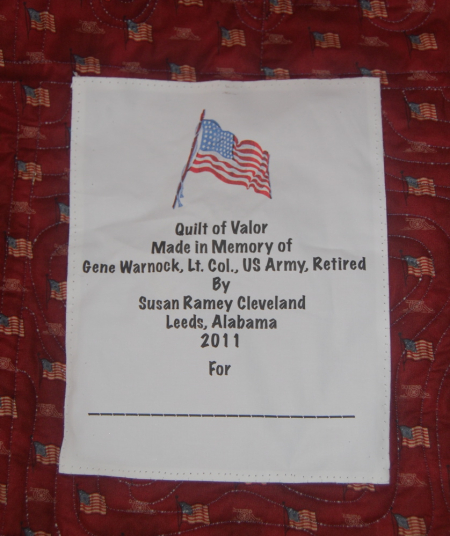 Quilt of Valor
Made in Memory of
Gene Warnock, Lt. Col., US Army, Retired
By
Susan Ramey Cleveland
Leeds, Alabama
2011
For